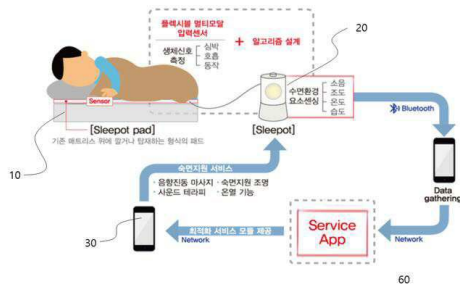 플렉시블 멀티모달
입력센서
생체신호
측정
심박
호흡
동작
+
알고리즘 설계
20
수면환경
요소센싱
소음
조도
온도
습도
Sensor
[Sleepot pad]
기존 매트리스 위에 깔거나 탑재하는 형식의 패드
10
[Sleepot]
Bluetooth
숙면지원 서비스
· 음향진동 마사지 · 숙면지원 조명
· 사운드 테라피 · 온열 기능
Data
gathering
30
최적화 서비스 모듈 제공
Network
Service
App
Network
60